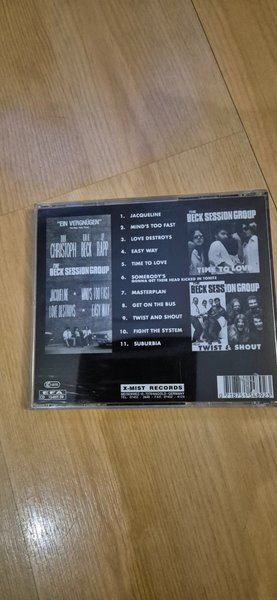 "EIN VERGNÜGEN"
CHRISTOPH BECK RAPP
THE
BECK SESSION GROUP
JACQUELINE ★ MIND'S TOO FAST
LOVE DESTROYS ★ EASY WAY
1. JACQUELINE
2. MIND'S TOO FAST
3. LOVE DESTROYS
4. EASY WAY
5. TIME TO LOVE
6. SOMEBODY'S
GONNA GET THEIR HEAD KICKED IN TONITE
7. MASTERPLAN
8. GET ON THE BUS
9. TWIST AND SHOUT
10. FIGHT THE SYSTEM
11. SUBURBIA
X-MIST RECORDS
THE
BECK SESSION GROUP
TIME TO LOVE
THE
BECK SESSION
GROUP
TWIST & SHOUT
EFA